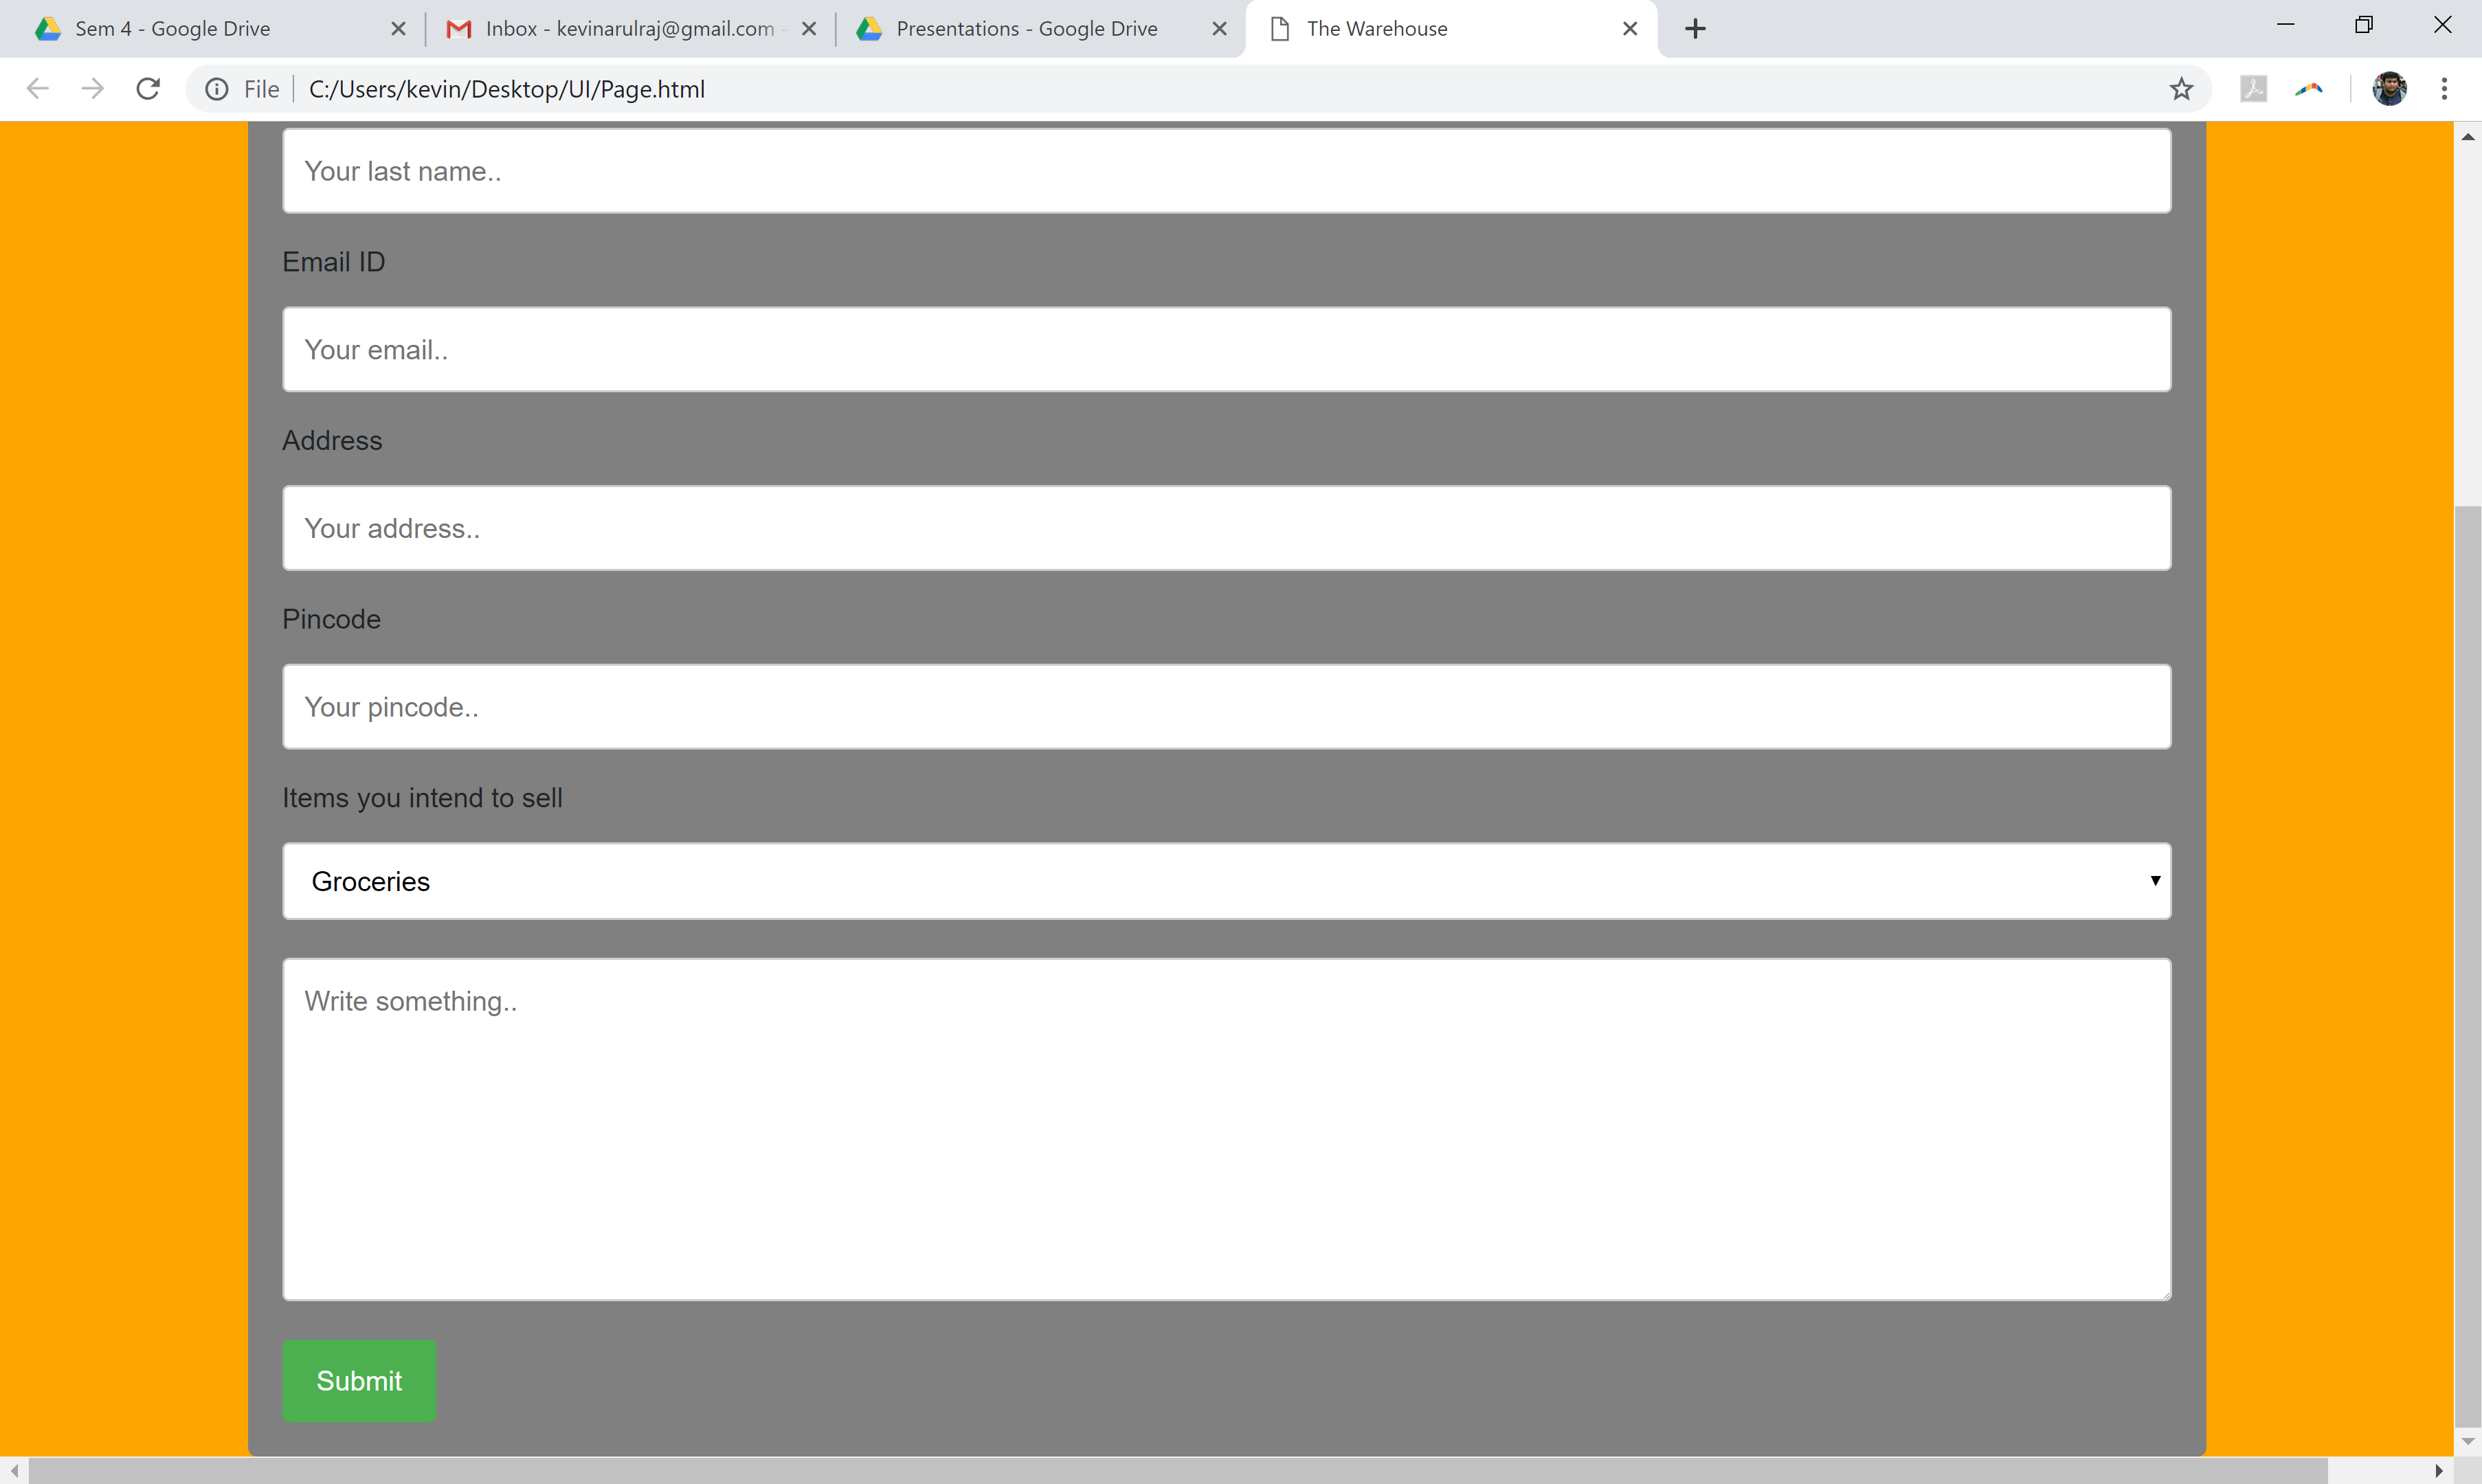 Sem 4 - Google Drive
Inbox - kevinarulraj@gmail.com -
Presentations - Google Drive
The Warehouse
File
C:/Users/kevin/Desktop/UI/Page.html
Your last name..
Email ID
Your email..
Address
Your address..
Pincode
Your pincode..
Items you intend to sell
Groceries
Write something..
Submit